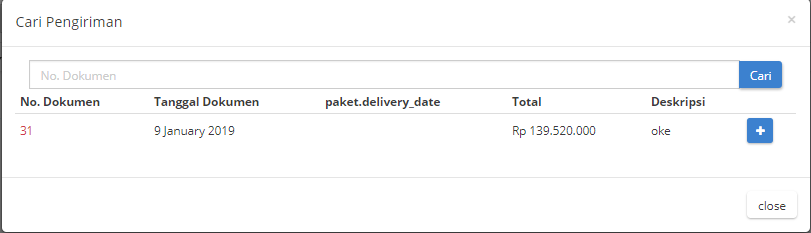 Cari Pengiriman ×
No. Dokumen Cari
No. Dokumen Tanggal Dokumen paket.delivery_date Total Deskripsi
31 9 January 2019 Rp 139.520.000 oke +
close